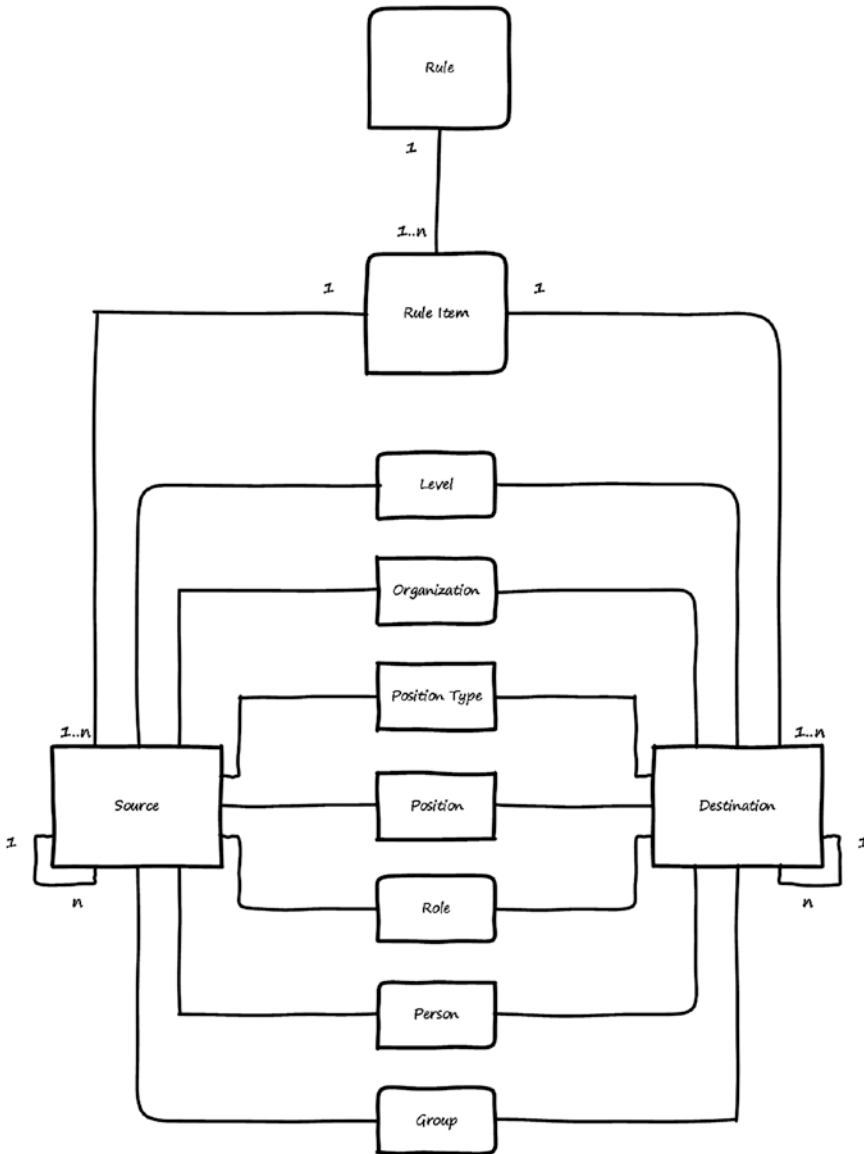 Rule
1
1..n
1
Rule Item
1
Level
Organization
Position Type
1..n
1..n
Source
Position
Destination
1
1
n
Role
n
Person
Group